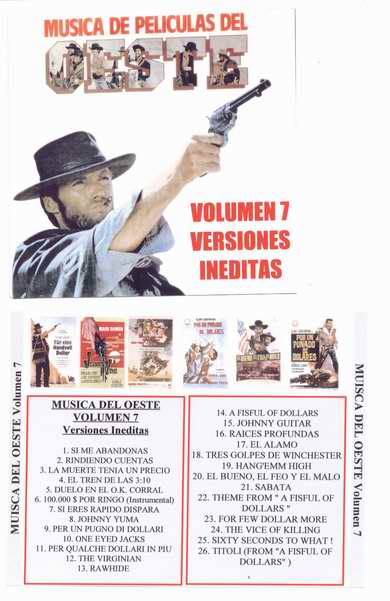 MUSICA DE PELICULAS DEL
OESTE
VOLUMEN 7
VERSIONES
INEDITAS
MUISCA DEL OESTE Volumen 7
MUSICA DEL OESTE
VOLUMEN 7
Versiones Ineditas
1. SI ME ABANDONAS
2. RINDIENDO CUENTAS
3. LA MUERTE TENIA UN PRECIO
4. EL TREN DE LAS 3:10
5. DUELO EN EL O.K. CORRAL
6. 100.000 $ POR RINGO (Instrumental)
7. SI ERES RAPIDO DISPARA
8. JOHNNY YUMA
9. PER UN PUGNO DI DOLLARI
10. ONE EYED JACKS
11. PER QUALCHE DOLLARI IN PIU
12. THE VIRGINIAN
13. RAWHIDE
14. A FISFUL OF DOLLARS
15. JOHNNY GUITAR
16. RAICES PROFUNDAS
17. EL ALAMO
18. TRES GOLPES DE WINCHESTER
19. HANG'EMM HIGH
20. EL BUENO, EL FEO Y EL MALO
21. SABATA
22. THEME FROM " A FISFUL OF
DOLLARS "
23. FOR FEW DOLLAR MORE
24. THE VICE OF KILLING
25. SIXTY SECONDS TO WHAT !
26. TITOLI (FROM "A FISFUL OF
DOLLARS" )
MUISCA DEL OESTE Volumen 7